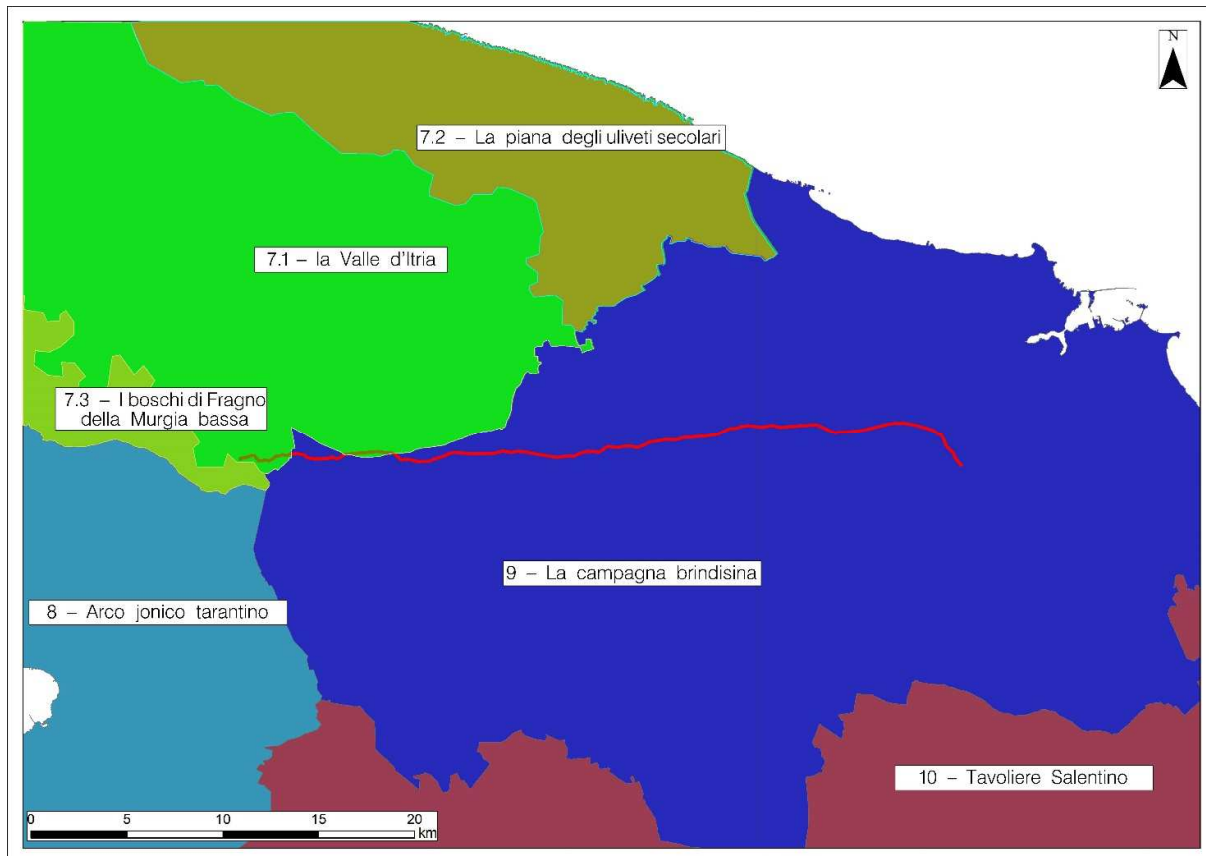 N
7.2 – La piana degli uliveti secolari
7.1 – la Valle d'Itria
7.3 – I boschi di Fragno
della Murgia bassa
9 – La campagna brindisina
8 – Arco jonico tarantino
10 – Tavoliere Salentino
0 5 10 15 20
km